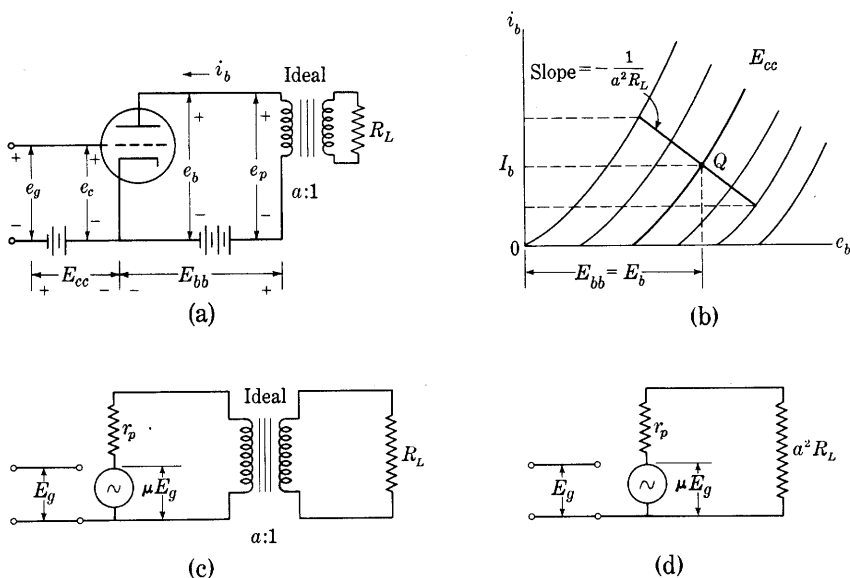 i_b
Ideal
+
+
+
R_L
+
+
e_g
e_c
e_b
e_p
a:1
−
−
−
−
E_cc
E_bb
+ −
− +
(a)
i_b
E_cc
Slope = − 1/(a²R_L)
Q
I_b
0
e_b
E_bb = E_b
(b)
Ideal
r_p
R_L
E_g
μE_g
a:1
(c)
r_p
a²R_L
E_g
μE_g
(d)